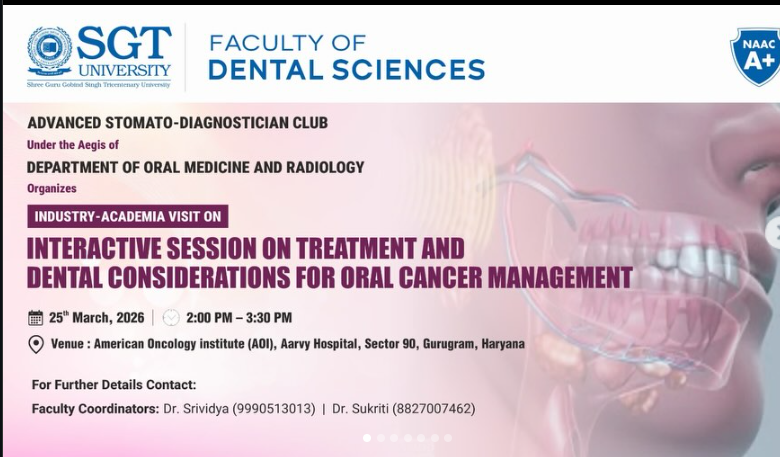 SGT
UNIVERSITY
Shree Guru Gobind Singh Tricentenary University
FACULTY OF
DENTAL SCIENCES
NAAC
A+
ADVANCED STOMATO-DIAGNOSTICIAN CLUB
Under the Aegis of
DEPARTMENT OF ORAL MEDICINE AND RADIOLOGY
Organizes
INDUSTRY-ACADEMIA VISIT ON
INTERACTIVE SESSION ON TREATMENT AND
DENTAL CONSIDERATIONS FOR ORAL CANCER MANAGEMENT
25th March, 2026 | 2:00 PM – 3:30 PM
Venue : American Oncology institute (AOI), Aarvy Hospital, Sector 90, Gurugram, Haryana
For Further Details Contact:
Faculty Coordinators: Dr. Srividya (9990513013) | Dr. Sukriti (8827007462)